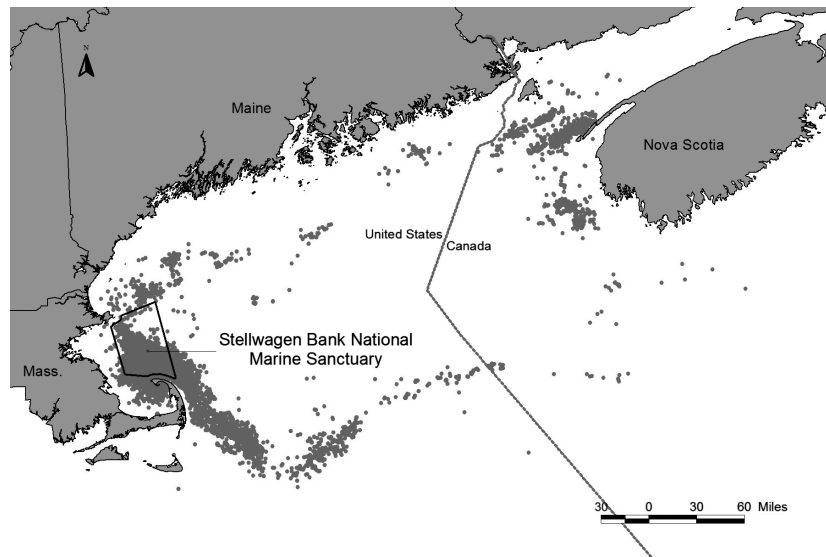 N
Maine
Nova Scotia
United States
Canada
Stellwagen Bank National
Marine Sanctuary
Mass.
30 0 30 60 Miles